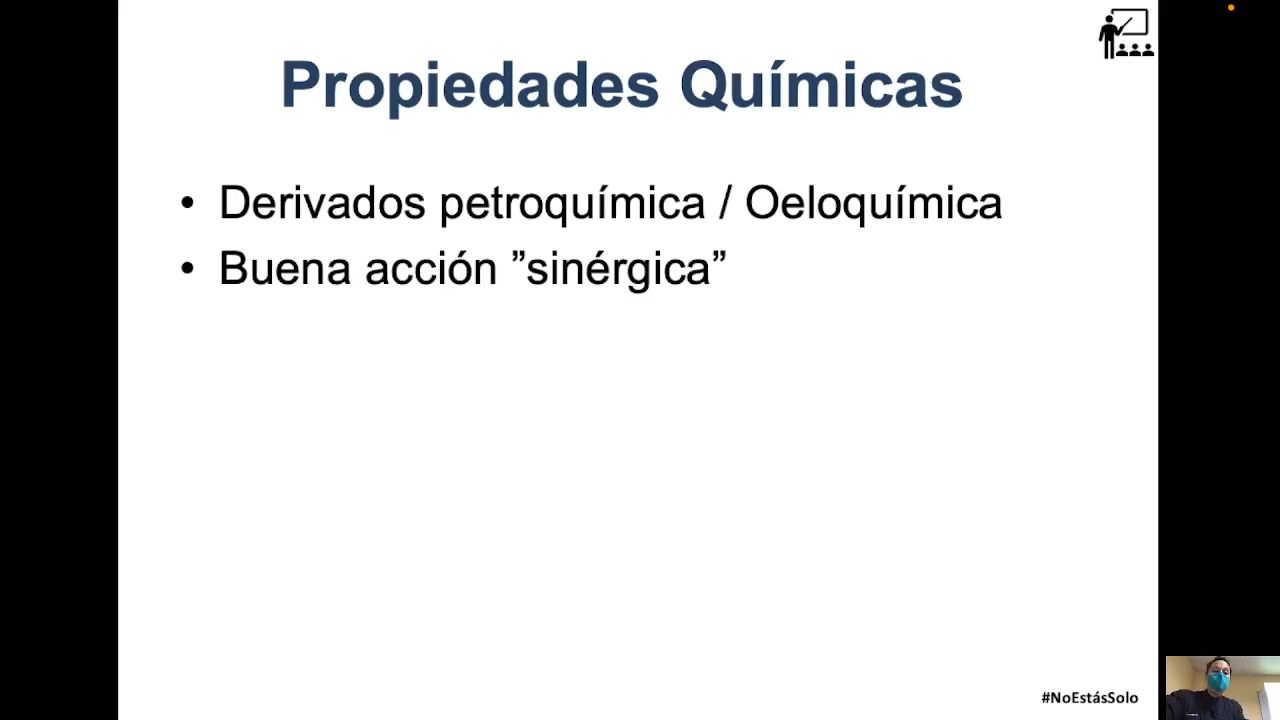 Propiedades Químicas
• Derivados petroquímica / Oeloquímica
• Buena acción ”sinérgica”
#NoEstásSolo